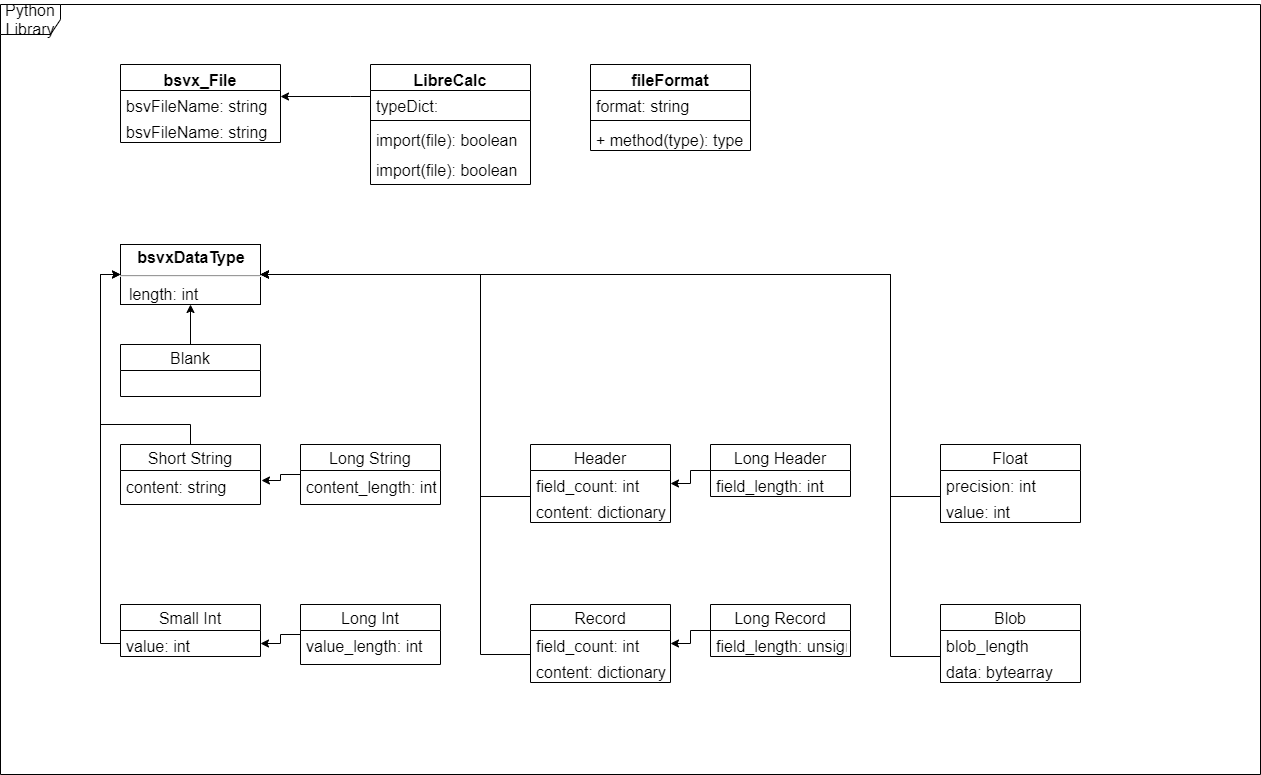 Python
Library
bsvx_File
bsvFileName: string
bsvFileName: string
LibreCalc
typeDict:
import(file): boolean
import(file): boolean
fileFormat
format: string
+ method(type): type
bsvxDataType
length: int
Blank
Short String
content: string
Long String
content_length: int
Header
field_count: int
content: dictionary
Long Header
field_length: int
Float
precision: int
value: int
Small Int
value: int
Long Int
value_length: int
Record
field_count: int
content: dictionary
Long Record
field_length: unsig
Blob
blob_length
data: bytearray